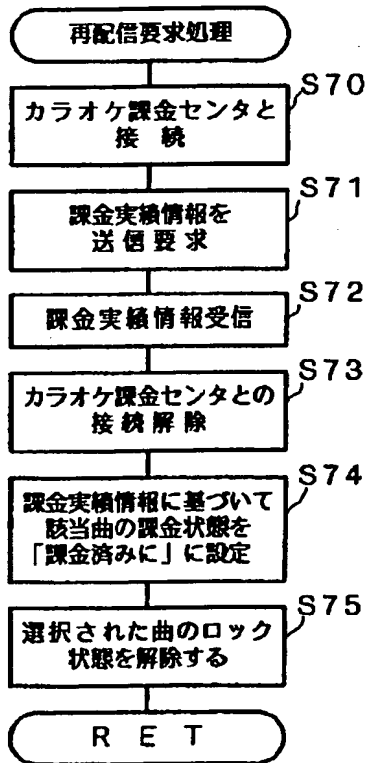 再配信要求処理
S70
カラオケ課金センタと
接続
S71
課金実績情報を
送信要求
S72
課金実績情報受信
S73
カラオケ課金センタとの
接続解除
S74
課金実績情報に基づいて
該当曲の課金状態を
「課金済みに」に設定
S75
選択された曲のロック
状態を解除する
RET